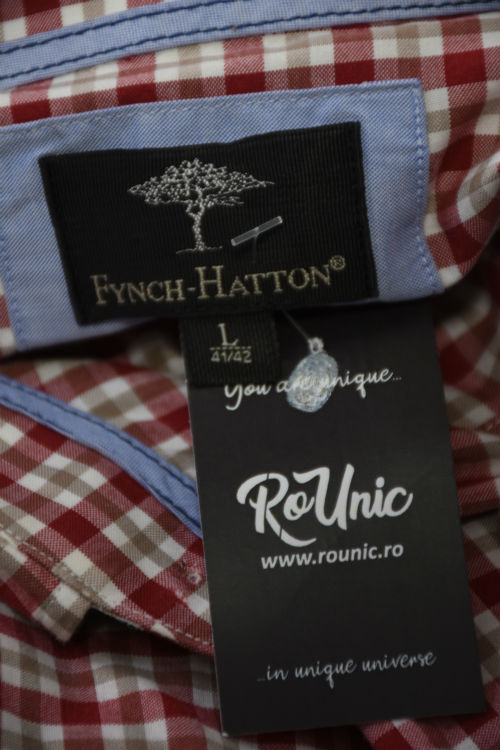 FYNCH-HATTON®
L
41/42
You are unique...
RoUnic
www.rounic.ro
...in unique universe